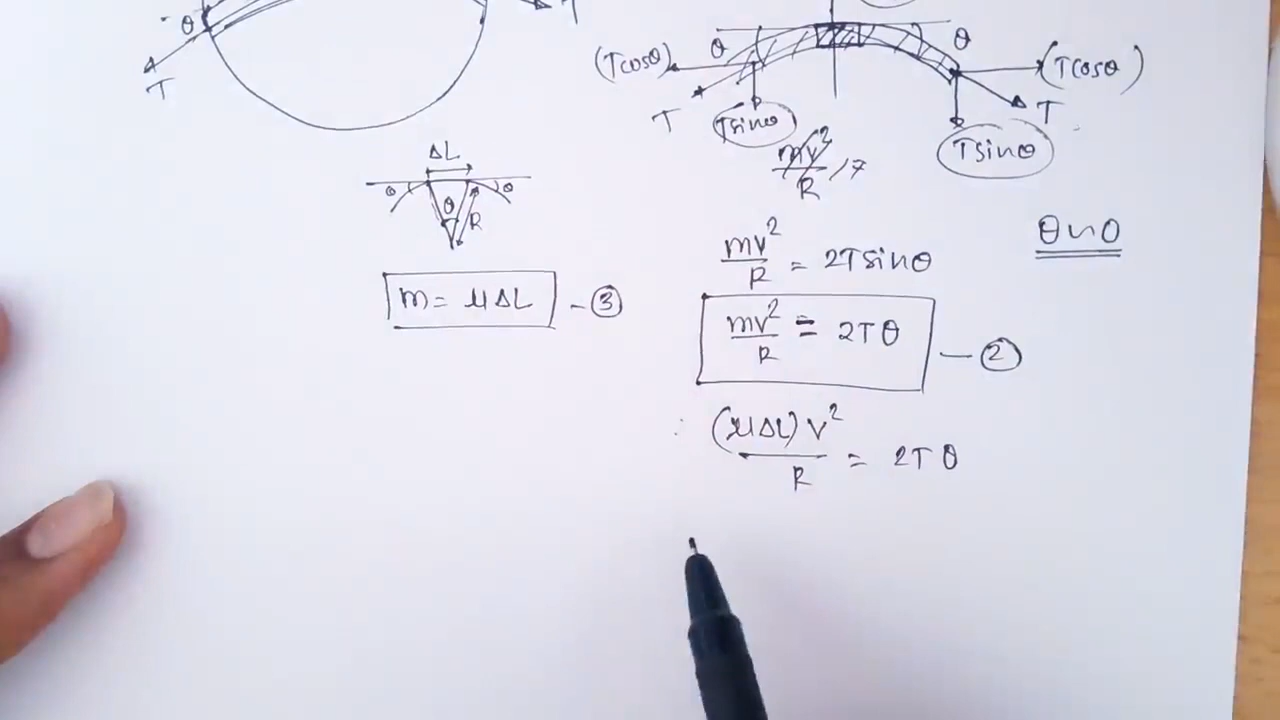 θ
T
T
θ
θ
(Tcosθ)
(Tcosθ)
T
T
Tsinθ
Tsinθ
mv²/R
ΔL
θ
θ
θ
R
θ ~ 0
mv²/R = 2Tsinθ
m = μΔL - ③
mv²/R = 2Tθ — ②
∴ (μΔL)v²/R = 2Tθ